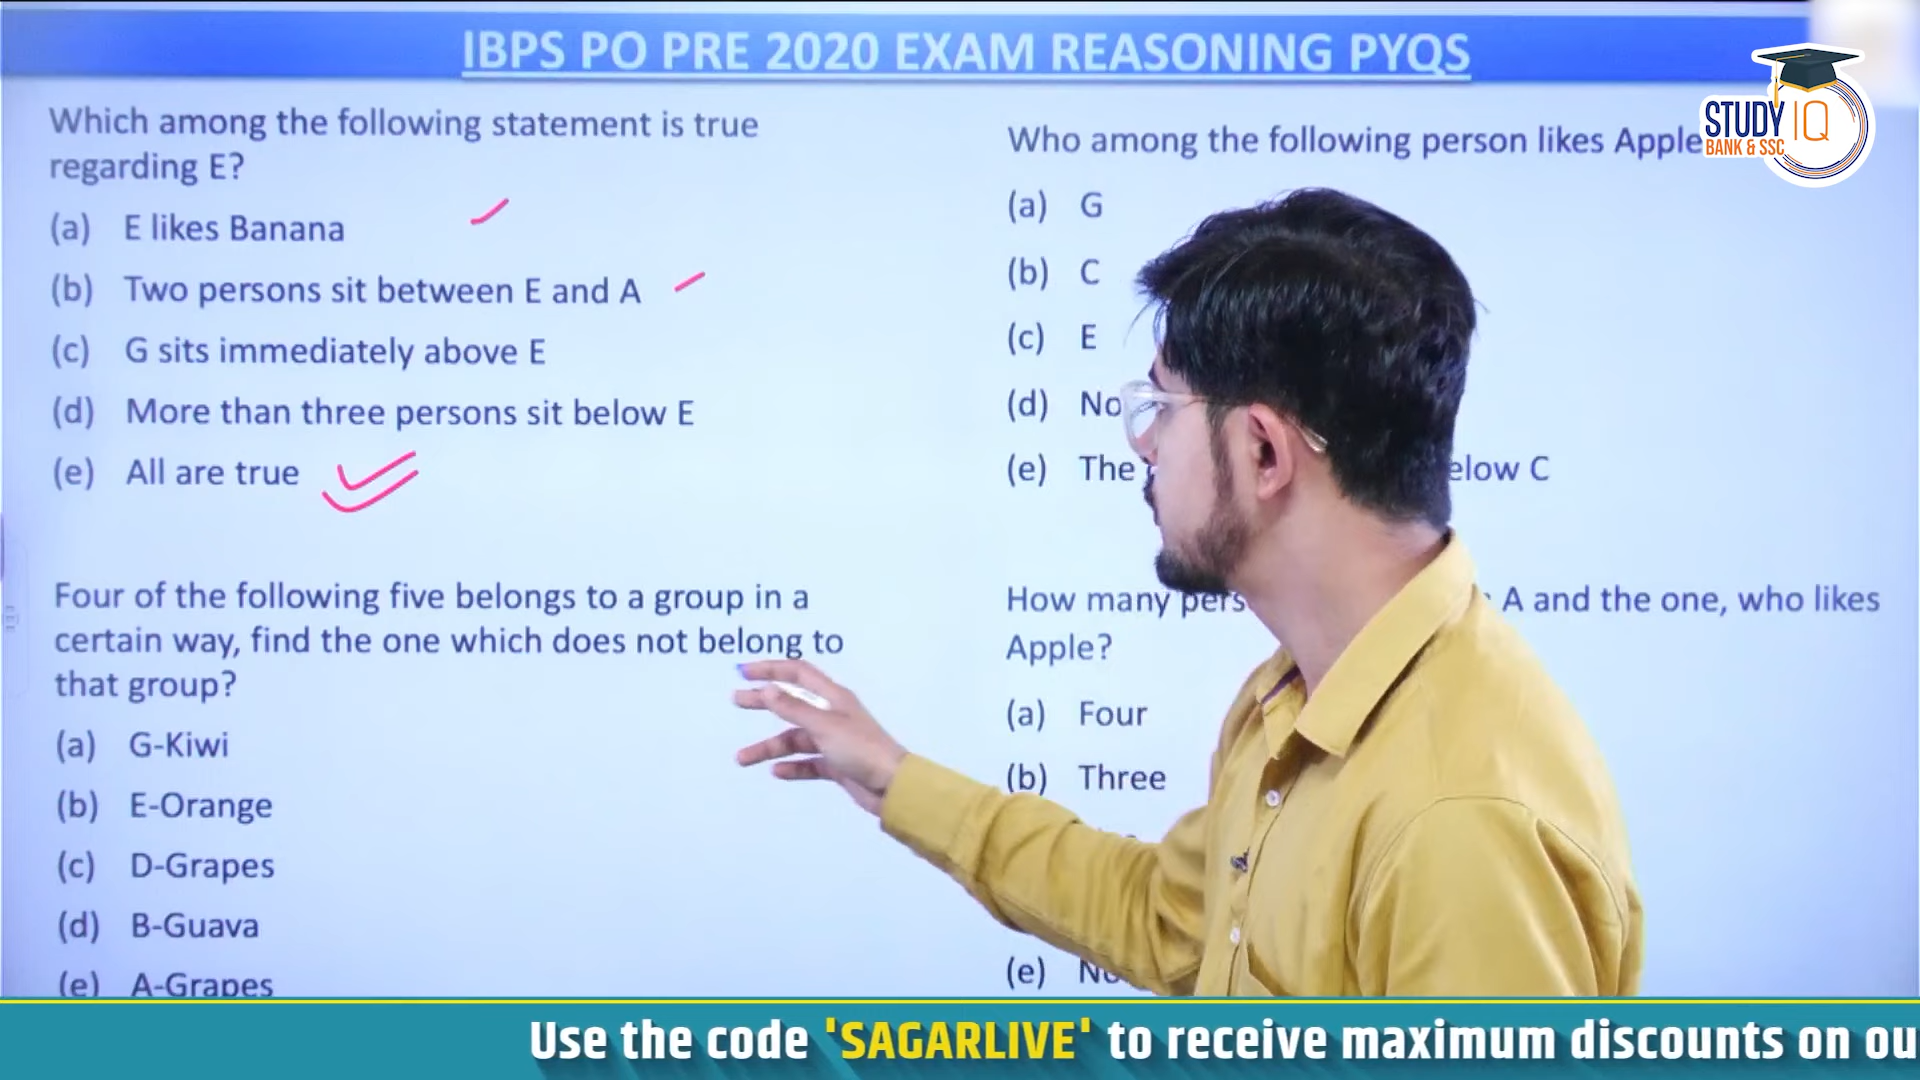 IBPS PO PRE 2020 EXAM REASONING PYQS
STUDY IQ
BANK & SSC
Which among the following statement is true
regarding E?
(a) E likes Banana
(b) Two persons sit between E and A
(c) G sits immediately above E
(d) More than three persons sit below E
(e) All are true
Four of the following five belongs to a group in a
certain way, find the one which does not belong to
that group?
(a) G-Kiwi
(b) E-Orange
(c) D-Grapes
(d) B-Guava
(e) A-Grapes
Who among the following person likes Apple
(a) G
(b) C
(c) E
(d) No
(e) The elow C
How many pers A and the one, who likes
Apple?
(a) Four
(b) Three
(e) No
Use the code 'SAGARLIVE' to receive maximum discounts on ou